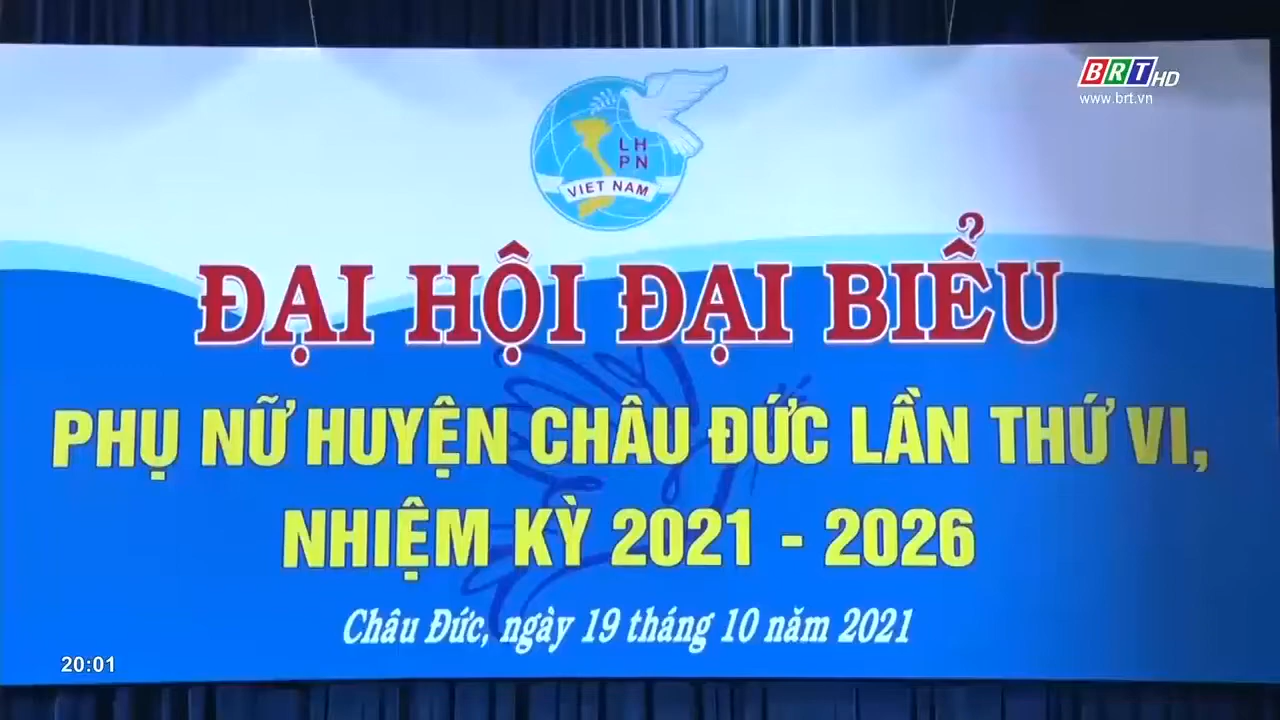 BRT HD
www.brt.vn
LH
PN
VIET NAM
ĐẠI HỘI ĐẠI BIỂU
PHỤ NỮ HUYỆN CHÂU ĐỨC LẦN THỨ VI,
NHIỆM KỲ 2021 - 2026
Châu Đức, ngày 19 tháng 10 năm 2021
20:01